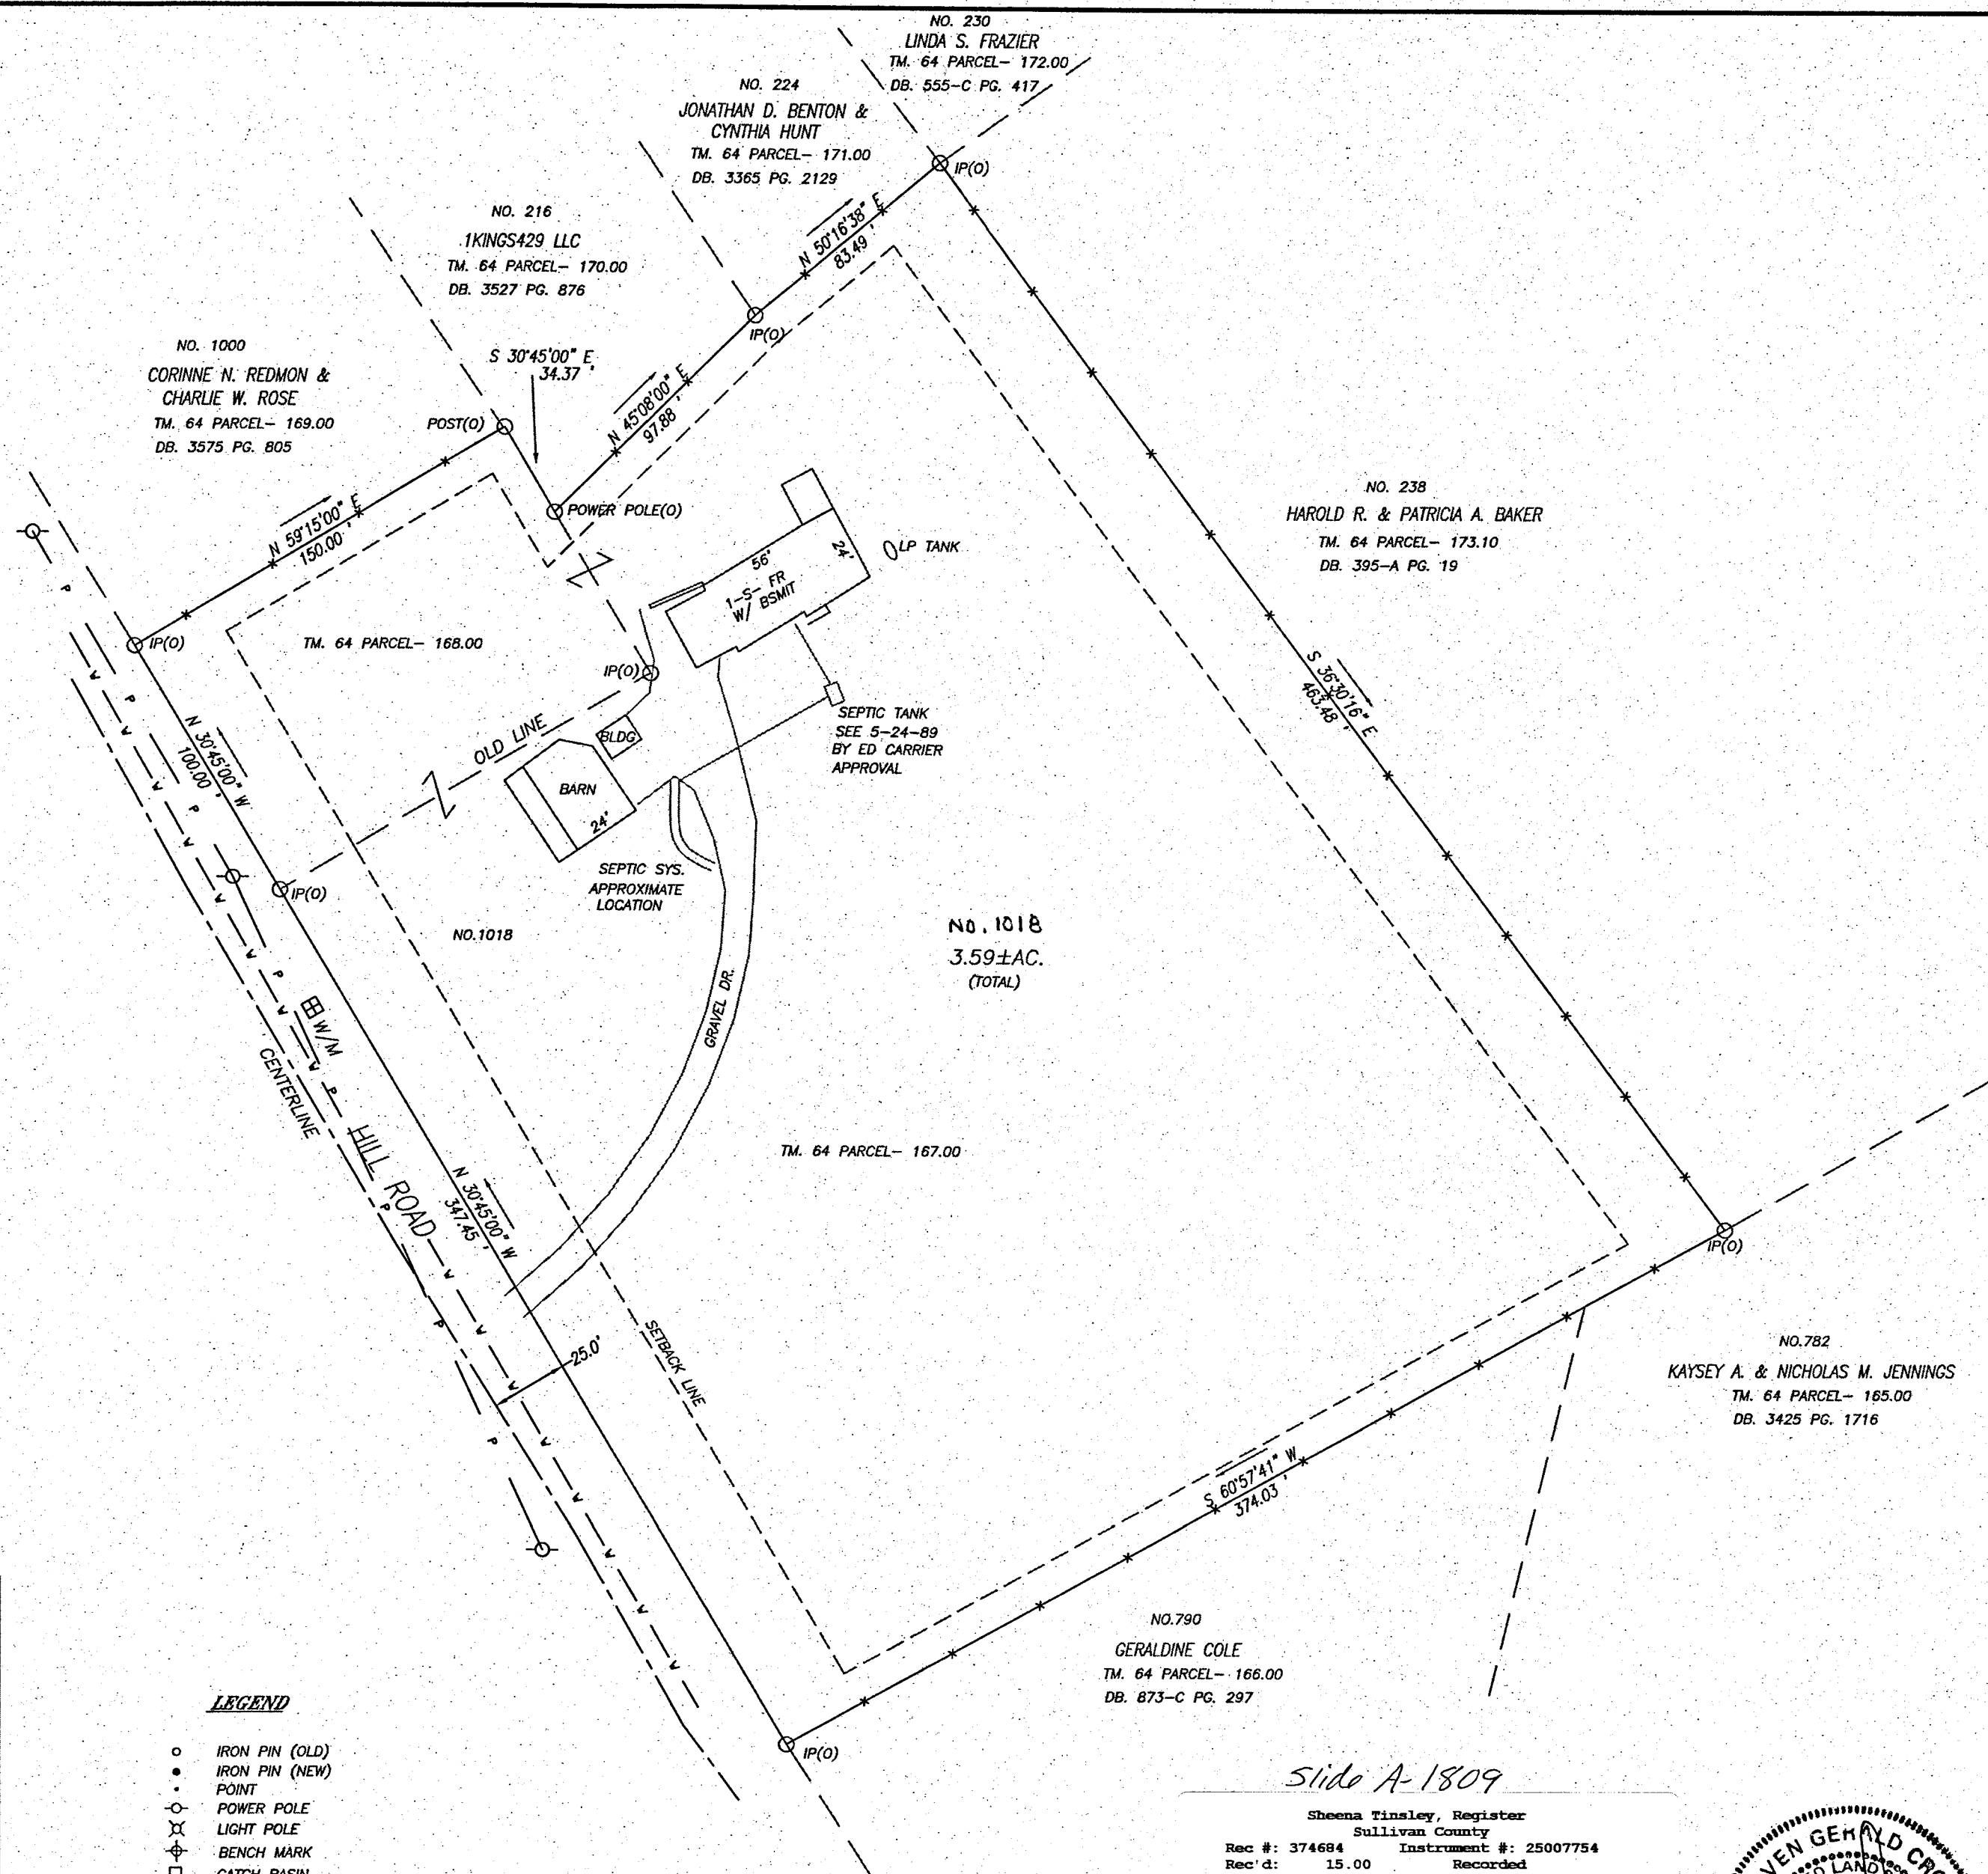 NO. 230
LINDA S. FRAZIER
TM. 64 PARCEL- 172.00
DB. 555-C PG. 417
NO. 224
JONATHAN D. BENTON &
CYNTHIA HUNT
TM. 64 PARCEL- 171.00
DB. 3365 PG. 2129
NO. 216
1KINGS429 LLC
TM. 64 PARCEL- 170.00
DB. 3527 PG. 876
NO. 1000
CORINNE N. REDMON &
CHARLIE W. ROSE
TM. 64 PARCEL- 169.00
DB. 3575 PG. 805
IP(O)
N 50°16'38" E
83.49 '
IP(O)
S 30°45'00" E
34.37 '
N 45°08'00" E
97.88 '
POST(O)
POWER POLE(O)
N 59°15'00" E
150.00 '
IP(O)
TM. 64 PARCEL- 168.00
NO. 238
HAROLD R. & PATRICIA A. BAKER
TM. 64 PARCEL- 173.10
DB. 395-A PG. 19
56'
24'
1-S- FR
W/ BSMIT
LP TANK
IP(O)
S 36°30'16" E
463.48 '
SEPTIC TANK
SEE 5-24-89
BY ED CARRIER
APPROVAL
OLD LINE
BLDG
BARN
24'
N 30°45'00" W
100.00 '
IP(O)
SEPTIC SYS.
APPROXIMATE
LOCATION
NO.1018
NO. 1018
3.59±AC.
(TOTAL)
GRAVEL DR.
W/M
CENTERLINE
HILL ROAD
P
P
P
P
P
P
P
P
P
N 30°45'00" W
347.45 '
TM. 64 PARCEL- 167.00
IP(O)
25.0'
SETBACK LINE
NO.782
KAYSEY A. & NICHOLAS M. JENNINGS
TM. 64 PARCEL- 165.00
DB. 3425 PG. 1716
S 60°57'41" W
374.03 '
NO.790
GERALDINE COLE
TM. 64 PARCEL- 166.00
DB. 873-C PG. 297
IP(O)
LEGEND
IRON PIN (OLD)
IRON PIN (NEW)
POINT
POWER POLE
LIGHT POLE
BENCH MARK
CATCH BASIN
Slide A-1809
Sheena Tinsley, Register
Sullivan County
Rec #: 374684 Instrument #: 25007754
Rec'd: 15.00 Recorded
VEN GERALD CR
LAND